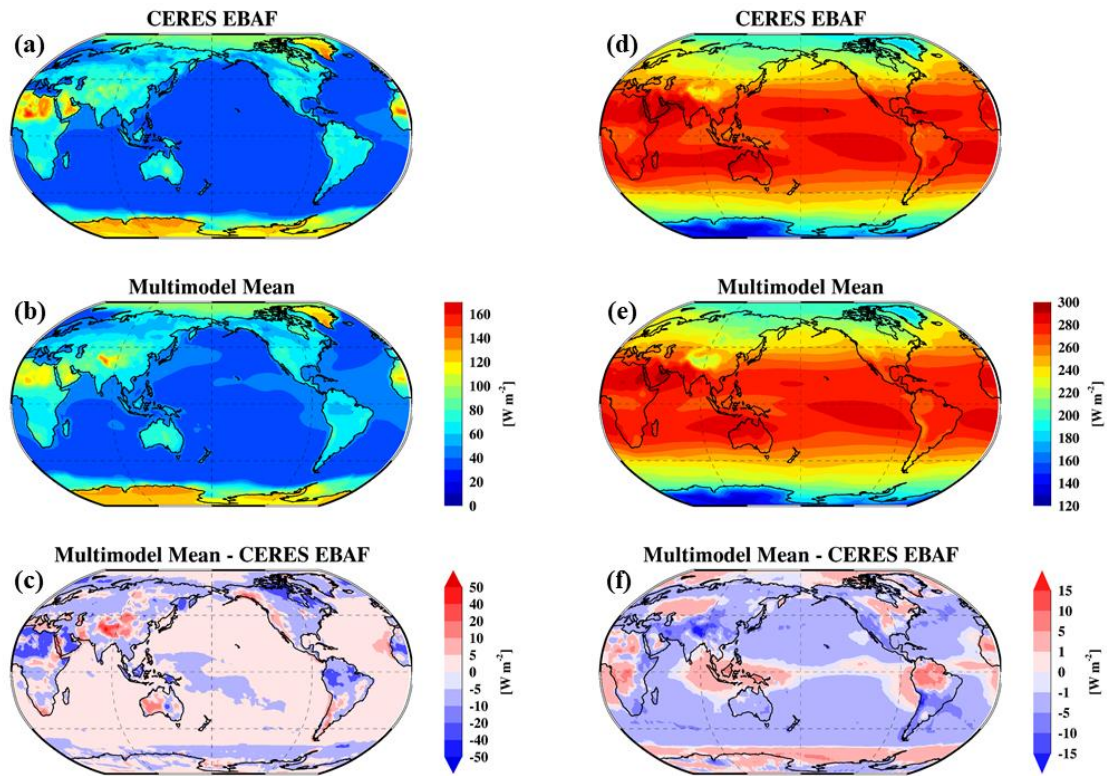 CERES EBAF
(a)
Multimodel Mean
(b)
160
140
120
100
80
60
40
20
0
[W m-2]
Multimodel Mean - CERES EBAF
(c)
50
40
20
10
5
0
-5
-10
-20
-40
-50
[W m-2]
CERES EBAF
(d)
Multimodel Mean
(e)
300
280
260
240
220
200
180
160
140
120
[W m-2]
Multimodel Mean - CERES EBAF
(f)
15
10
5
1
0
-1
-5
-10
-15
[W m-2]